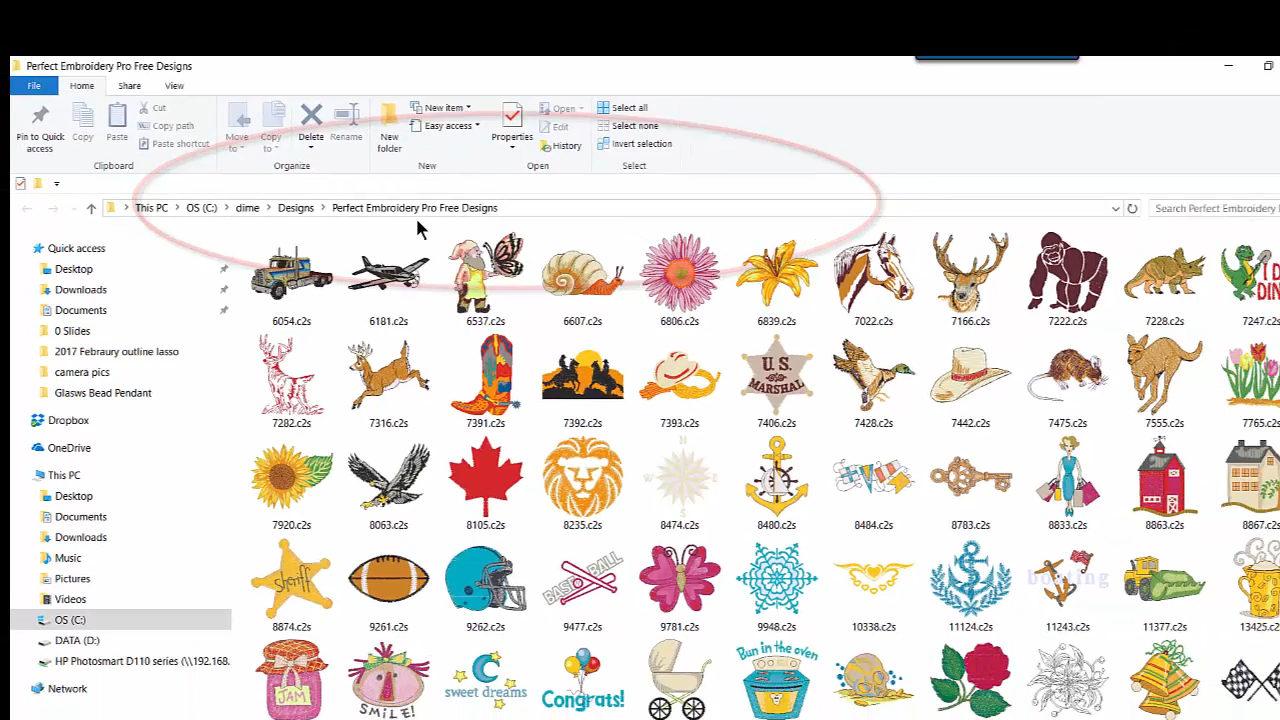 Perfect Embroidery Pro Free Designs
File Home Share View
Pin to Quick access
Copy
Paste
Cut
Copy path
Paste shortcut
Clipboard
Move to
Copy to
Delete
Rename
Organize
New folder
New item
Easy access
New
Properties
Open
Edit
History
Open
Select all
Select none
Invert selection
Select
This PC > OS (C:) > dime > Designs > Perfect Embroidery Pro Free Designs
Search Perfect Embroidery
Quick access
Desktop
Downloads
Documents
0 Slides
2017 Febraury outline lasso
camera pics
Glasws Bead Pendant
Dropbox
OneDrive
This PC
Desktop
Documents
Downloads
Music
Pictures
Videos
OS (C:)
DATA (D:)
HP Photosmart D110 series (\\192.168.
Network
I D
DIN
6054.c2s 6181.c2s 6537.c2s 6607.c2s 6806.c2s 6839.c2s 7022.c2s 7166.c2s 7222.c2s 7228.c2s 7247.c2s
U.S.
MARSHAL
7282.c2s 7316.c2s 7391.c2s 7392.c2s 7393.c2s 7406.c2s 7428.c2s 7442.c2s 7475.c2s 7555.c2s 7765.c2s
N
W E
S
7920.c2s 8063.c2s 8105.c2s 8235.c2s 8474.c2s 8480.c2s 8484.c2s 8783.c2s 8833.c2s 8863.c2s 8867.c2s
sheriff
BASEBALL
boating
8874.c2s 9261.c2s 9262.c2s 9477.c2s 9781.c2s 9948.c2s 10338.c2s 11124.c2s 11243.c2s 11377.c2s 13425.c2s
JAM
SMILE!
sweet dreams
Congrats!
Bun in the oven